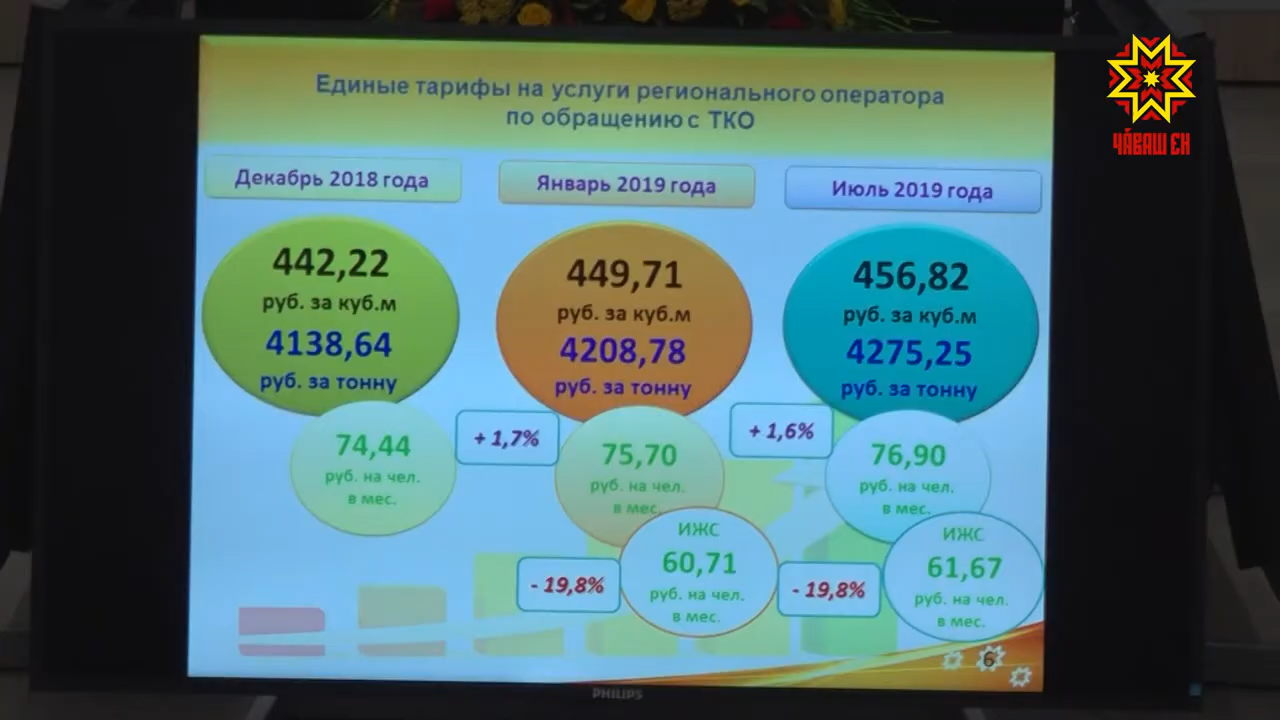 Единые тарифы на услуги регионального оператора
по обращению с ТКО
ЧӐВАШ ЕН
Декабрь 2018 года
Январь 2019 года
Июль 2019 года
442,22
руб. за куб.м
4138,64
руб. за тонну
449,71
руб. за куб.м
4208,78
руб. за тонну
456,82
руб. за куб.м
4275,25
руб. за тонну
74,44
руб. на чел.
в мес.
+ 1,7%
75,70
руб. на чел.
в мес.
+ 1,6%
76,90
руб. на чел.
в мес.
- 19,8%
ИЖС
60,71
руб. на чел.
в мес.
- 19,8%
ИЖС
61,67
руб. на чел.
в мес.
6
PHILIPS